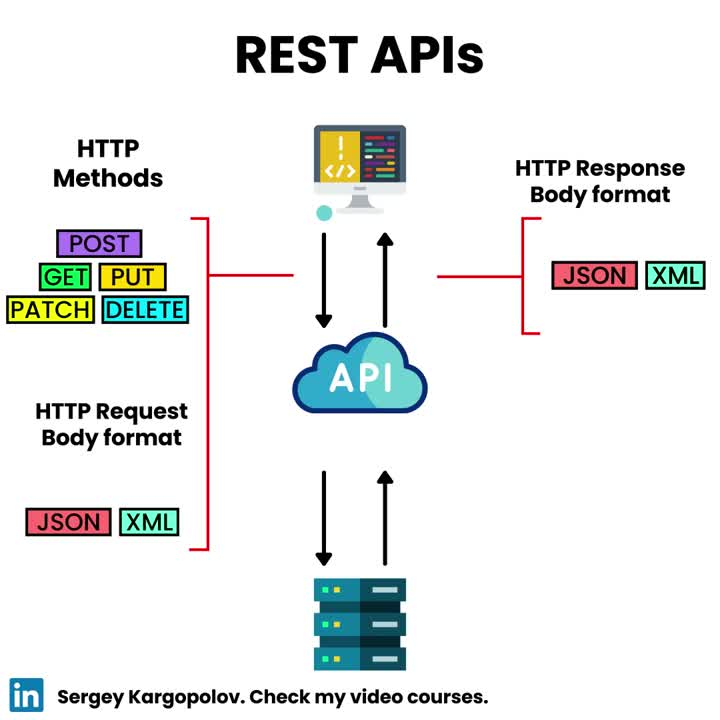 REST APIs
HTTP
Methods
POST
GET PUT
PATCH DELETE
HTTP Request
Body format
JSON XML
!
</>
API
HTTP Response
Body format
JSON XML
in Sergey Kargopolov. Check my video courses.